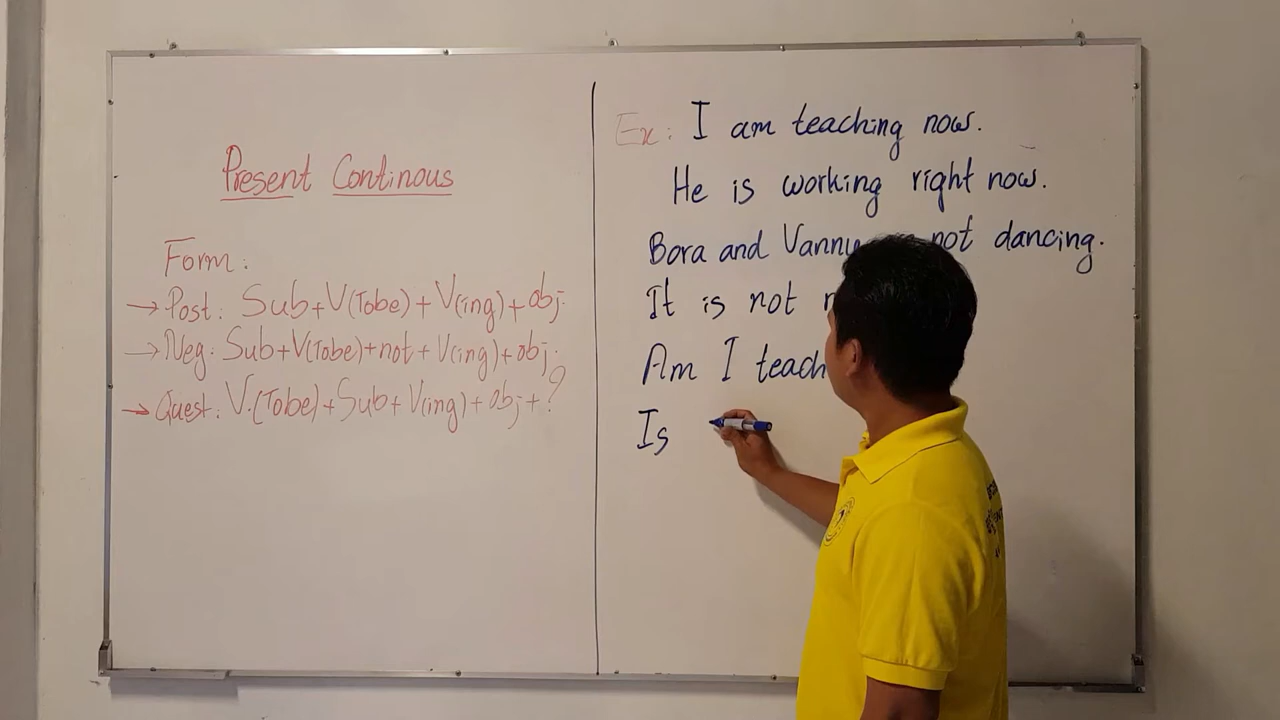 Present Continous
Form:
→ Post: Sub+V(Tobe)+V(ing)+obj.
→ Neg: Sub+V(Tobe)+not+V(ing)+obj.
→ Quest: V.(Tobe)+Sub+V(ing)+obj+?
Ex: I am teaching now.
He is working right now.
Bora and not dancing.
It is not
Am I teach
Is